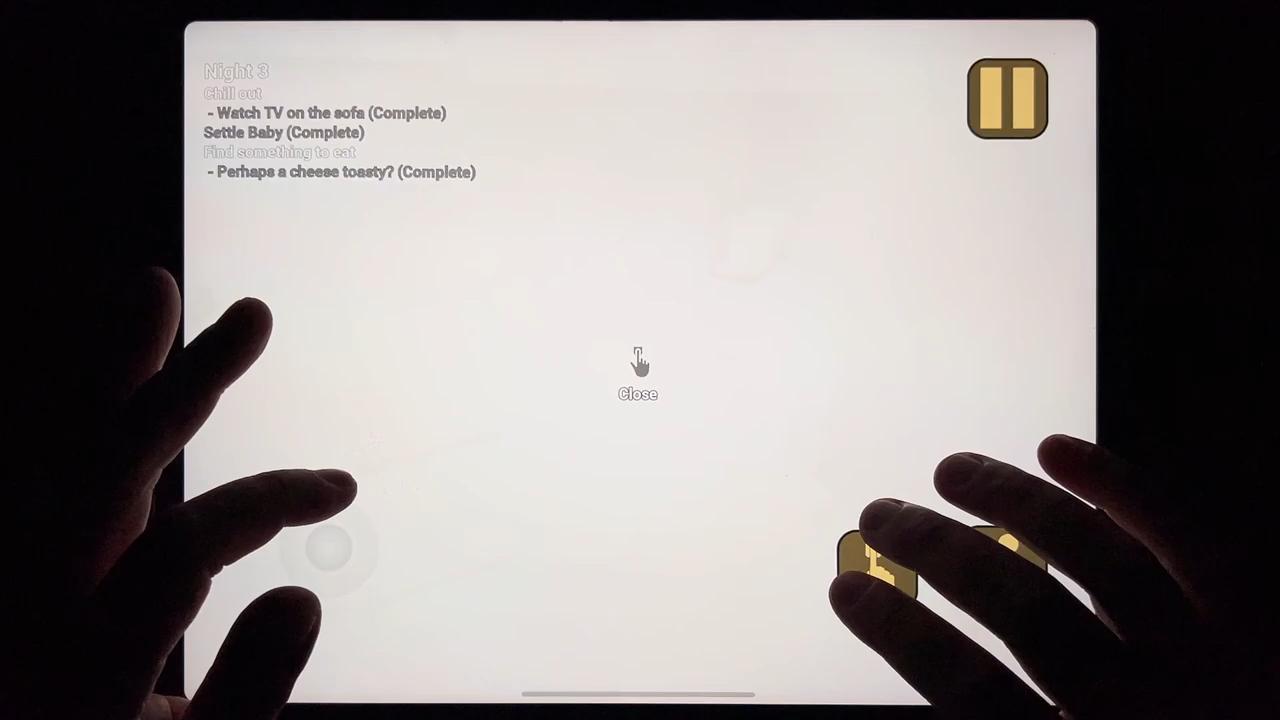 Night 3
Chill out
- Watch TV on the sofa (Complete)
Settle Baby (Complete)
Find something to eat
- Perhaps a cheese toasty? (Complete)
Close